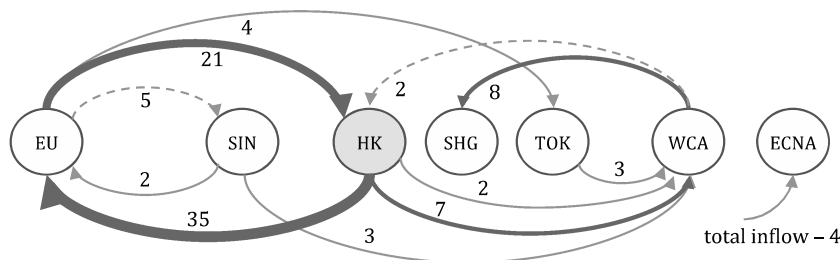 4
21
2
5
8
EU
SIN
HK
SHG
TOK
WCA
ECNA
2
3
2
35
7
3
total inflow – 4